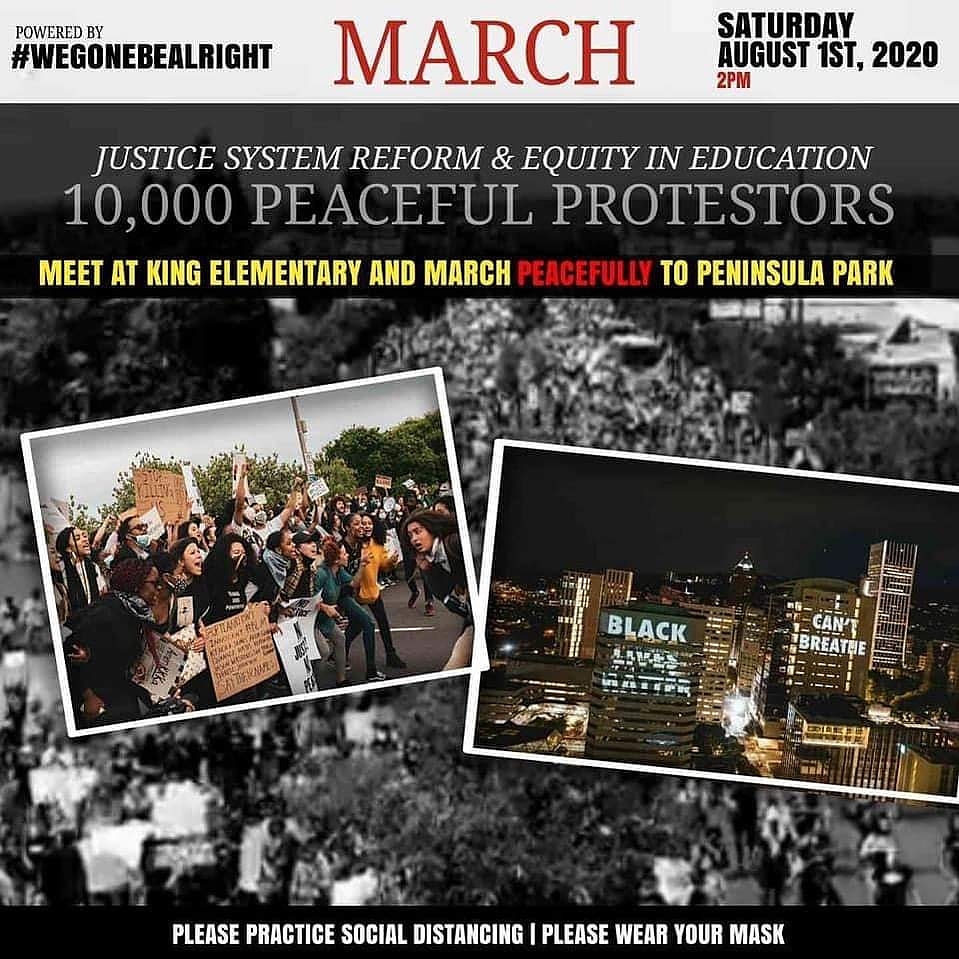 POWERED BY
#WEGONEBEALRIGHT
MARCH
SATURDAY
AUGUST 1ST, 2020
2PM
JUSTICE SYSTEM REFORM & EQUITY IN EDUCATION
10,000 PEACEFUL PROTESTORS
MEET AT KING ELEMENTARY AND MARCH PEACEFULLY TO PENINSULA PARK
BLACK
LIVES
MATTER
CAN'T
BREATHE
PLEASE PRACTICE SOCIAL DISTANCING | PLEASE WEAR YOUR MASK